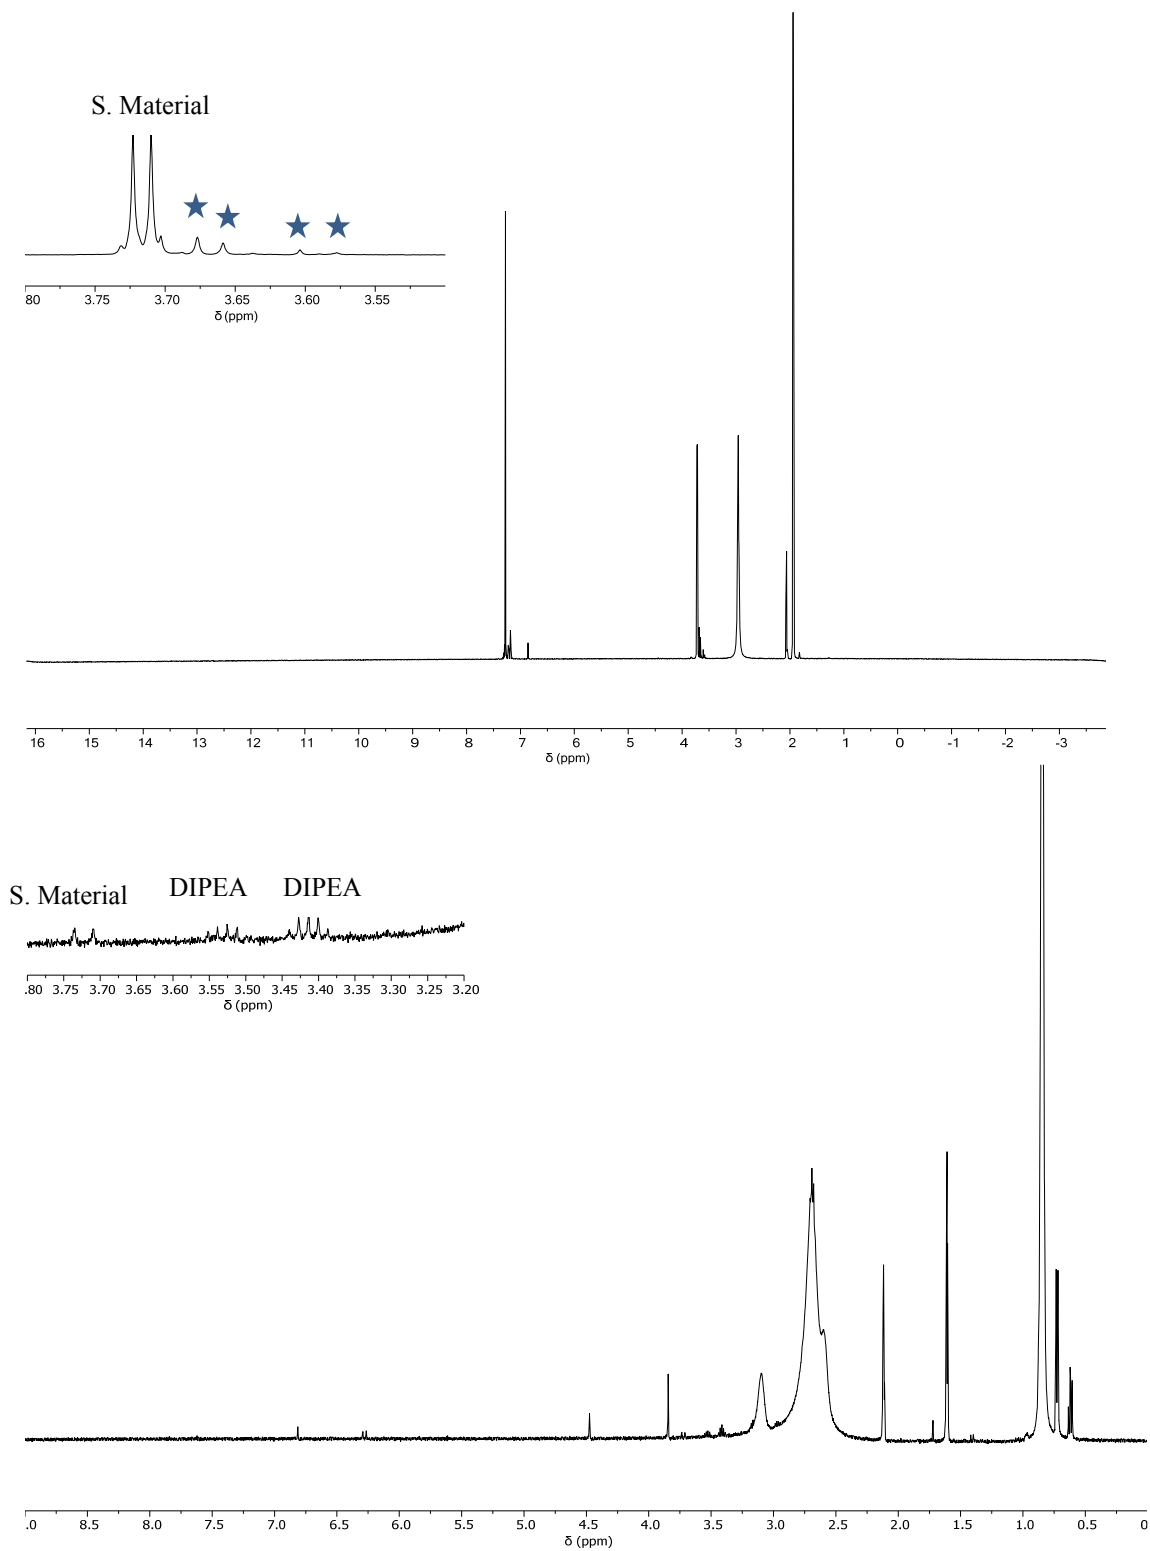 S. Material
80 3.75 3.70 3.65 3.60 3.55
δ (ppm)
16 15 14 13 12 11 10 9 8 7 6 5 4 3 2 1 0 -1 -2 -3
δ (ppm)
S. Material DIPEA DIPEA
.80 3.75 3.70 3.65 3.60 3.55 3.50 3.45 3.40 3.35 3.30 3.25 3.20
δ (ppm)
.0 8.5 8.0 7.5 7.0 6.5 6.0 5.5 5.0 4.5 4.0 3.5 3.0 2.5 2.0 1.5 1.0 0.5 0
δ (ppm)